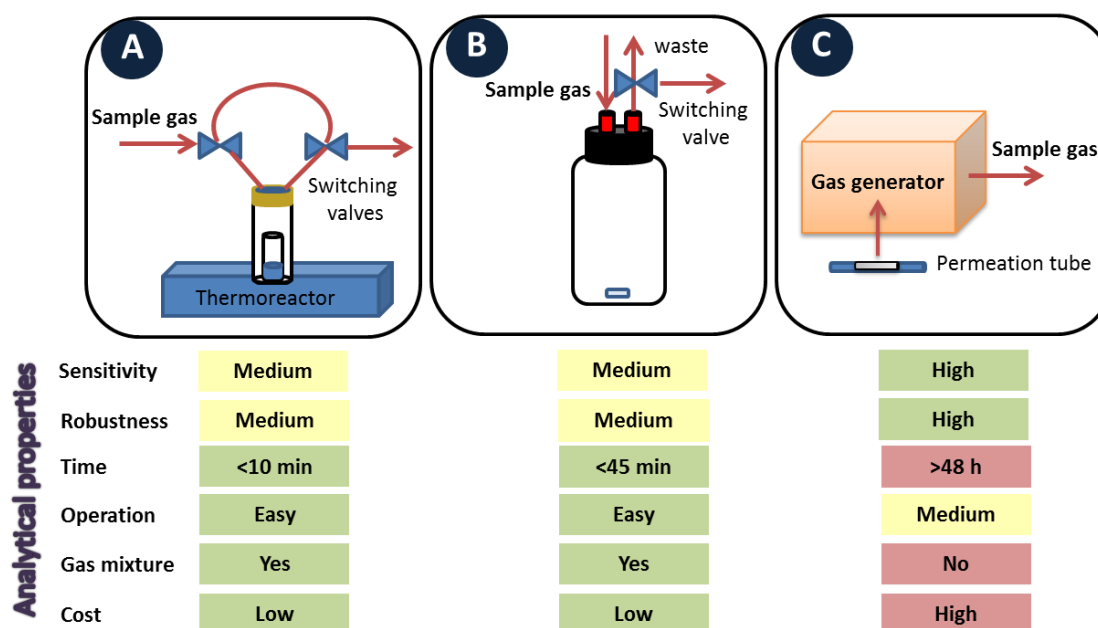 A
Sample gas
Switching
valves
Thermoreactor
B
waste
Sample gas
Switching
valve
C
Sample gas
Gas generator
Permeation tube
Analytical properties
Sensitivity Medium Medium High
Robustness Medium Medium High
Time <10 min <45 min >48 h
Operation Easy Easy Medium
Gas mixture Yes Yes No
Cost Low Low High